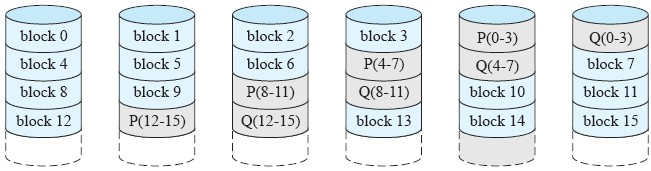 block 0 block 1 block 2 block 3 P(0-3) Q(0-3)
block 4 block 5 block 6 P(4-7) Q(4-7) block 7
block 8 block 9 P(8-11) Q(8-11) block 10 block 11
block 12 P(12-15) Q(12-15) block 13 block 14 block 15